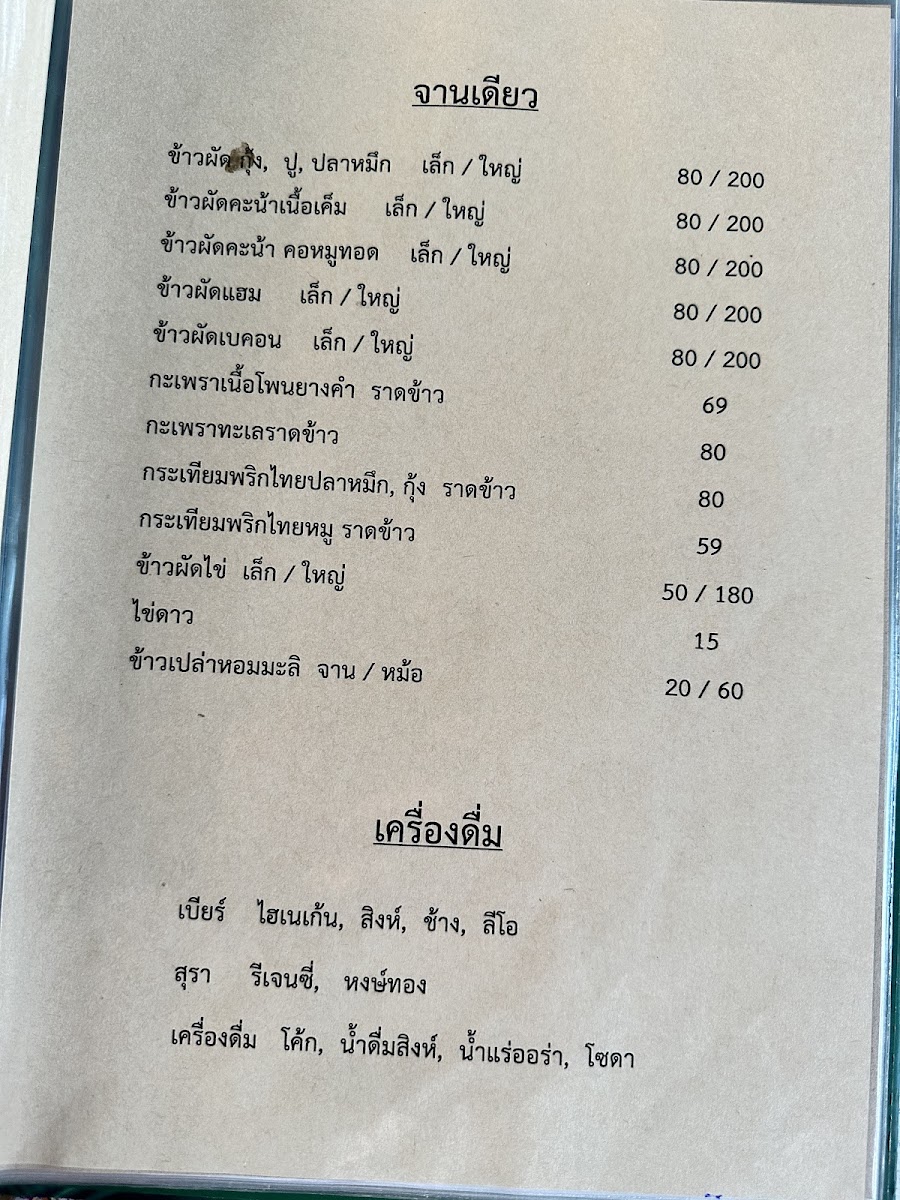 จานเดียว
ข้าวผัด กุ้ง, ปู, ปลาหมึก เล็ก / ใหญ่ 80 / 200
ข้าวผัดคะน้าเนื้อเค็ม เล็ก / ใหญ่ 80 / 200
ข้าวผัดคะน้า คอหมูทอด เล็ก / ใหญ่ 80 / 200
ข้าวผัดแฮม เล็ก / ใหญ่ 80 / 200
ข้าวผัดเบคอน เล็ก / ใหญ่ 80 / 200
กะเพราเนื้อโพนยางคำ ราดข้าว 69
กะเพราทะเลราดข้าว 80
กระเทียมพริกไทยปลาหมึก, กุ้ง ราดข้าว 80
กระเทียมพริกไทยหมู ราดข้าว 59
ข้าวผัดไข่ เล็ก / ใหญ่ 50 / 180
ไข่ดาว 15
ข้าวเปล่าหอมมะลิ จาน / หม้อ 20 / 60
เครื่องดื่ม
เบียร์ ไฮเนเก้น, สิงห์, ช้าง, ลีโอ
สุรา รีเจนซี่, หงษ์ทอง
เครื่องดื่ม โค้ก, น้ำดื่มสิงห์, น้ำแร่ออร่า, โซดา